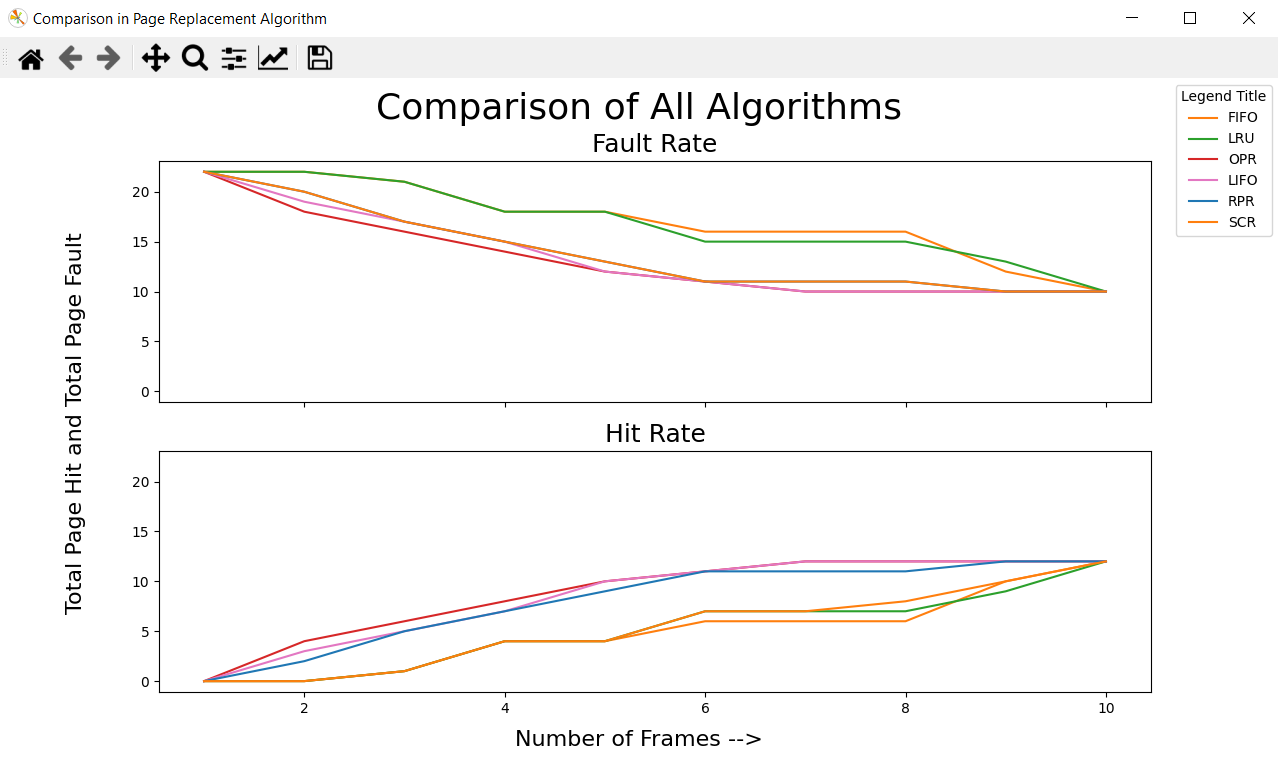 Comparison in Page Replacement Algorithm
Comparison of All Algorithms
Legend Title
FIFO
LRU
OPR
LIFO
RPR
SCR
Fault Rate
20
15
10
5
0
Total Page Hit and Total Page Fault
Hit Rate
20
15
10
5
0
2 4 6 8 10
Number of Frames -->